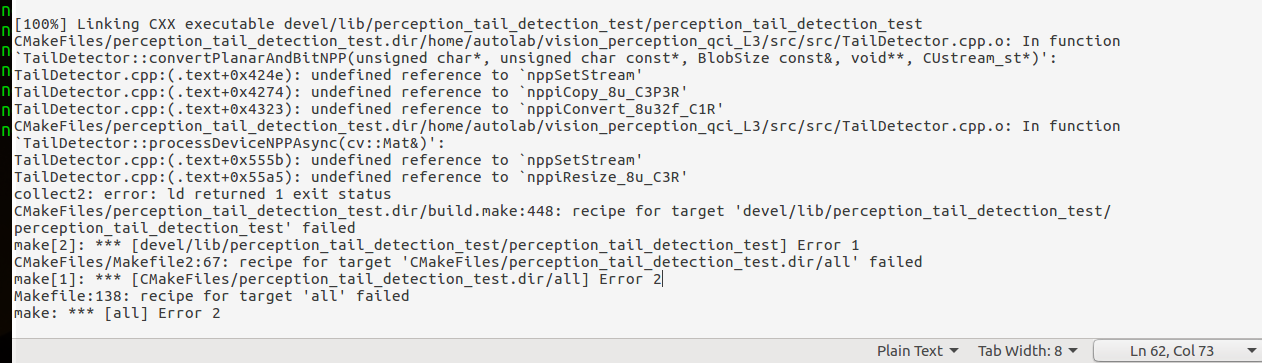 n
n
n
n
n
n
n
[100%] Linking CXX executable devel/lib/perception_tail_detection_test/perception_tail_detection_test
CMakeFiles/perception_tail_detection_test.dir/home/autolab/vision_perception_qci_L3/src/src/TailDetector.cpp.o: In function
`TailDetector::convertPlanarAndBitNPP(unsigned char*, unsigned char const*, BlobSize const&, void**, CUstream_st*)':
TailDetector.cpp:(.text+0x424e): undefined reference to `nppSetStream'
TailDetector.cpp:(.text+0x4274): undefined reference to `nppiCopy_8u_C3P3R'
TailDetector.cpp:(.text+0x4323): undefined reference to `nppiConvert_8u32f_C1R'
CMakeFiles/perception_tail_detection_test.dir/home/autolab/vision_perception_qci_L3/src/src/TailDetector.cpp.o: In function
`TailDetector::processDeviceNPPAsync(cv::Mat&)':
TailDetector.cpp:(.text+0x555b): undefined reference to `nppSetStream'
TailDetector.cpp:(.text+0x55a5): undefined reference to `nppiResize_8u_C3R'
collect2: error: ld returned 1 exit status
CMakeFiles/perception_tail_detection_test.dir/build.make:448: recipe for target 'devel/lib/perception_tail_detection_test/
perception_tail_detection_test' failed
make[2]: *** [devel/lib/perception_tail_detection_test/perception_tail_detection_test] Error 1
CMakeFiles/Makefile2:67: recipe for target 'CMakeFiles/perception_tail_detection_test.dir/all' failed
make[1]: *** [CMakeFiles/perception_tail_detection_test.dir/all] Error 2
Makefile:138: recipe for target 'all' failed
make: *** [all] Error 2
Plain Text Tab Width: 8 Ln 62, Col 73